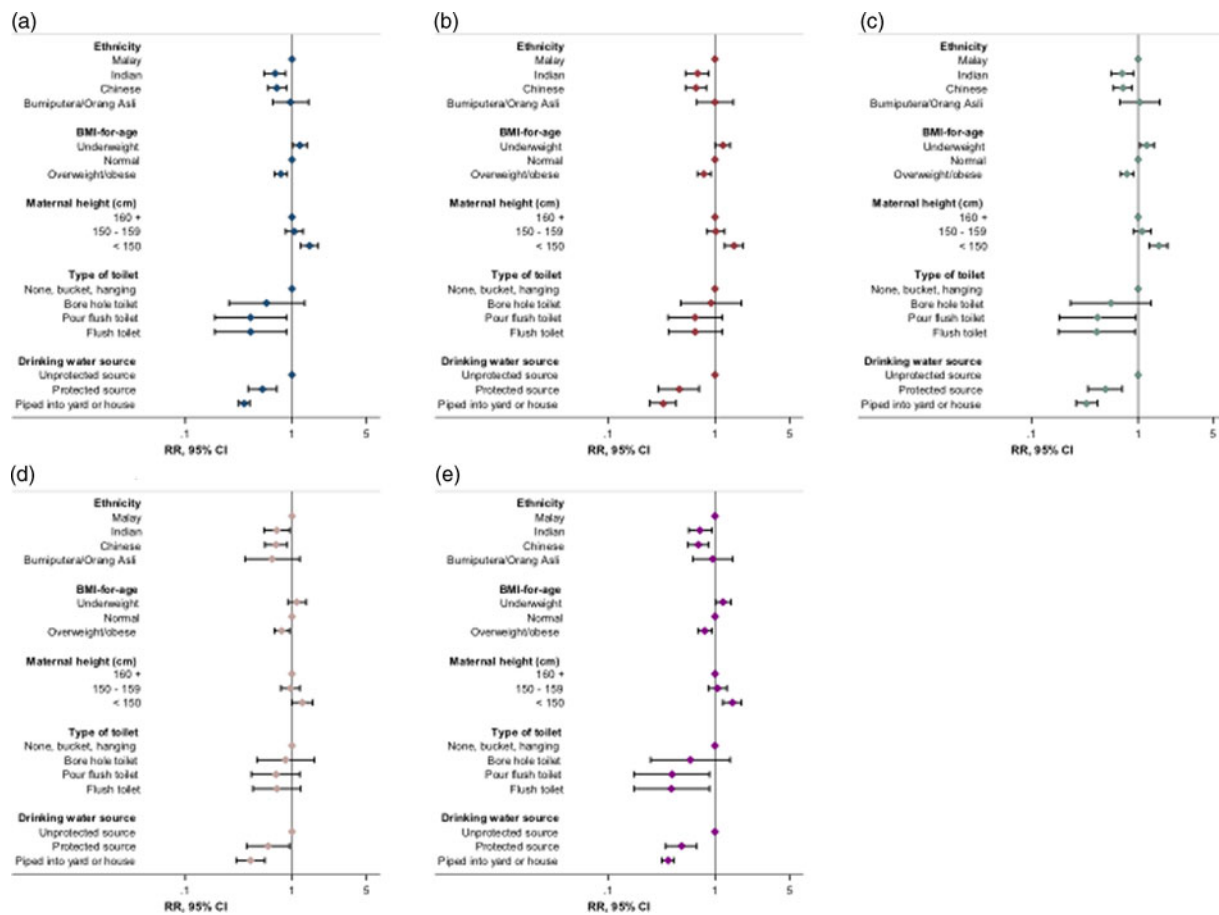 (a)
Ethnicity
Malay
Indian
Chinese
Bumiputera/Orang Asli
BMI-for-age
Underweight
Normal
Overweight/obese
Maternal height (cm)
160 +
150 - 159
< 150
Type of toilet
None, bucket, hanging
Bore hole toilet
Pour flush toilet
Flush toilet
Drinking water source
Unprotected source
Protected source
Piped into yard or house
.1 1 5
RR, 95% CI
(b)
Ethnicity
Malay
Indian
Chinese
Bumiputera/Orang Asli
BMI-for-age
Underweight
Normal
Overweight/obese
Maternal height (cm)
160 +
150 - 159
< 150
Type of toilet
None, bucket, hanging
Bore hole toilet
Pour flush toilet
Flush toilet
Drinking water source
Unprotected source
Protected source
Piped into yard or house
.1 1 5
RR, 95% CI
(c)
Ethnicity
Malay
Indian
Chinese
Bumiputera/Orang Asli
BMI-for-age
Underweight
Normal
Overweight/obese
Maternal height (cm)
160 +
150 - 159
< 150
Type of toilet
None, bucket, hanging
Bore hole toilet
Pour flush toilet
Flush toilet
Drinking water source
Unprotected source
Protected source
Piped into yard or house
.1 1 5
RR, 95% CI
(d)
Ethnicity
Malay
Indian
Chinese
Bumiputera/Orang Asli
BMI-for-age
Underweight
Normal
Overweight/obese
Maternal height (cm)
160 +
150 - 159
< 150
Type of toilet
None, bucket, hanging
Bore hole toilet
Pour flush toilet
Flush toilet
Drinking water source
Unprotected source
Protected source
Piped into yard or house
.1 1 5
RR, 95% CI
(e)
Ethnicity
Malay
Indian
Chinese
Bumiputera/Orang Asli
BMI-for-age
Underweight
Normal
Overweight/obese
Maternal height (cm)
160 +
150 - 159
< 150
Type of toilet
None, bucket, hanging
Bore hole toilet
Pour flush toilet
Flush toilet
Drinking water source
Unprotected source
Protected source
Piped into yard or house
.1 1 5
RR, 95% CI